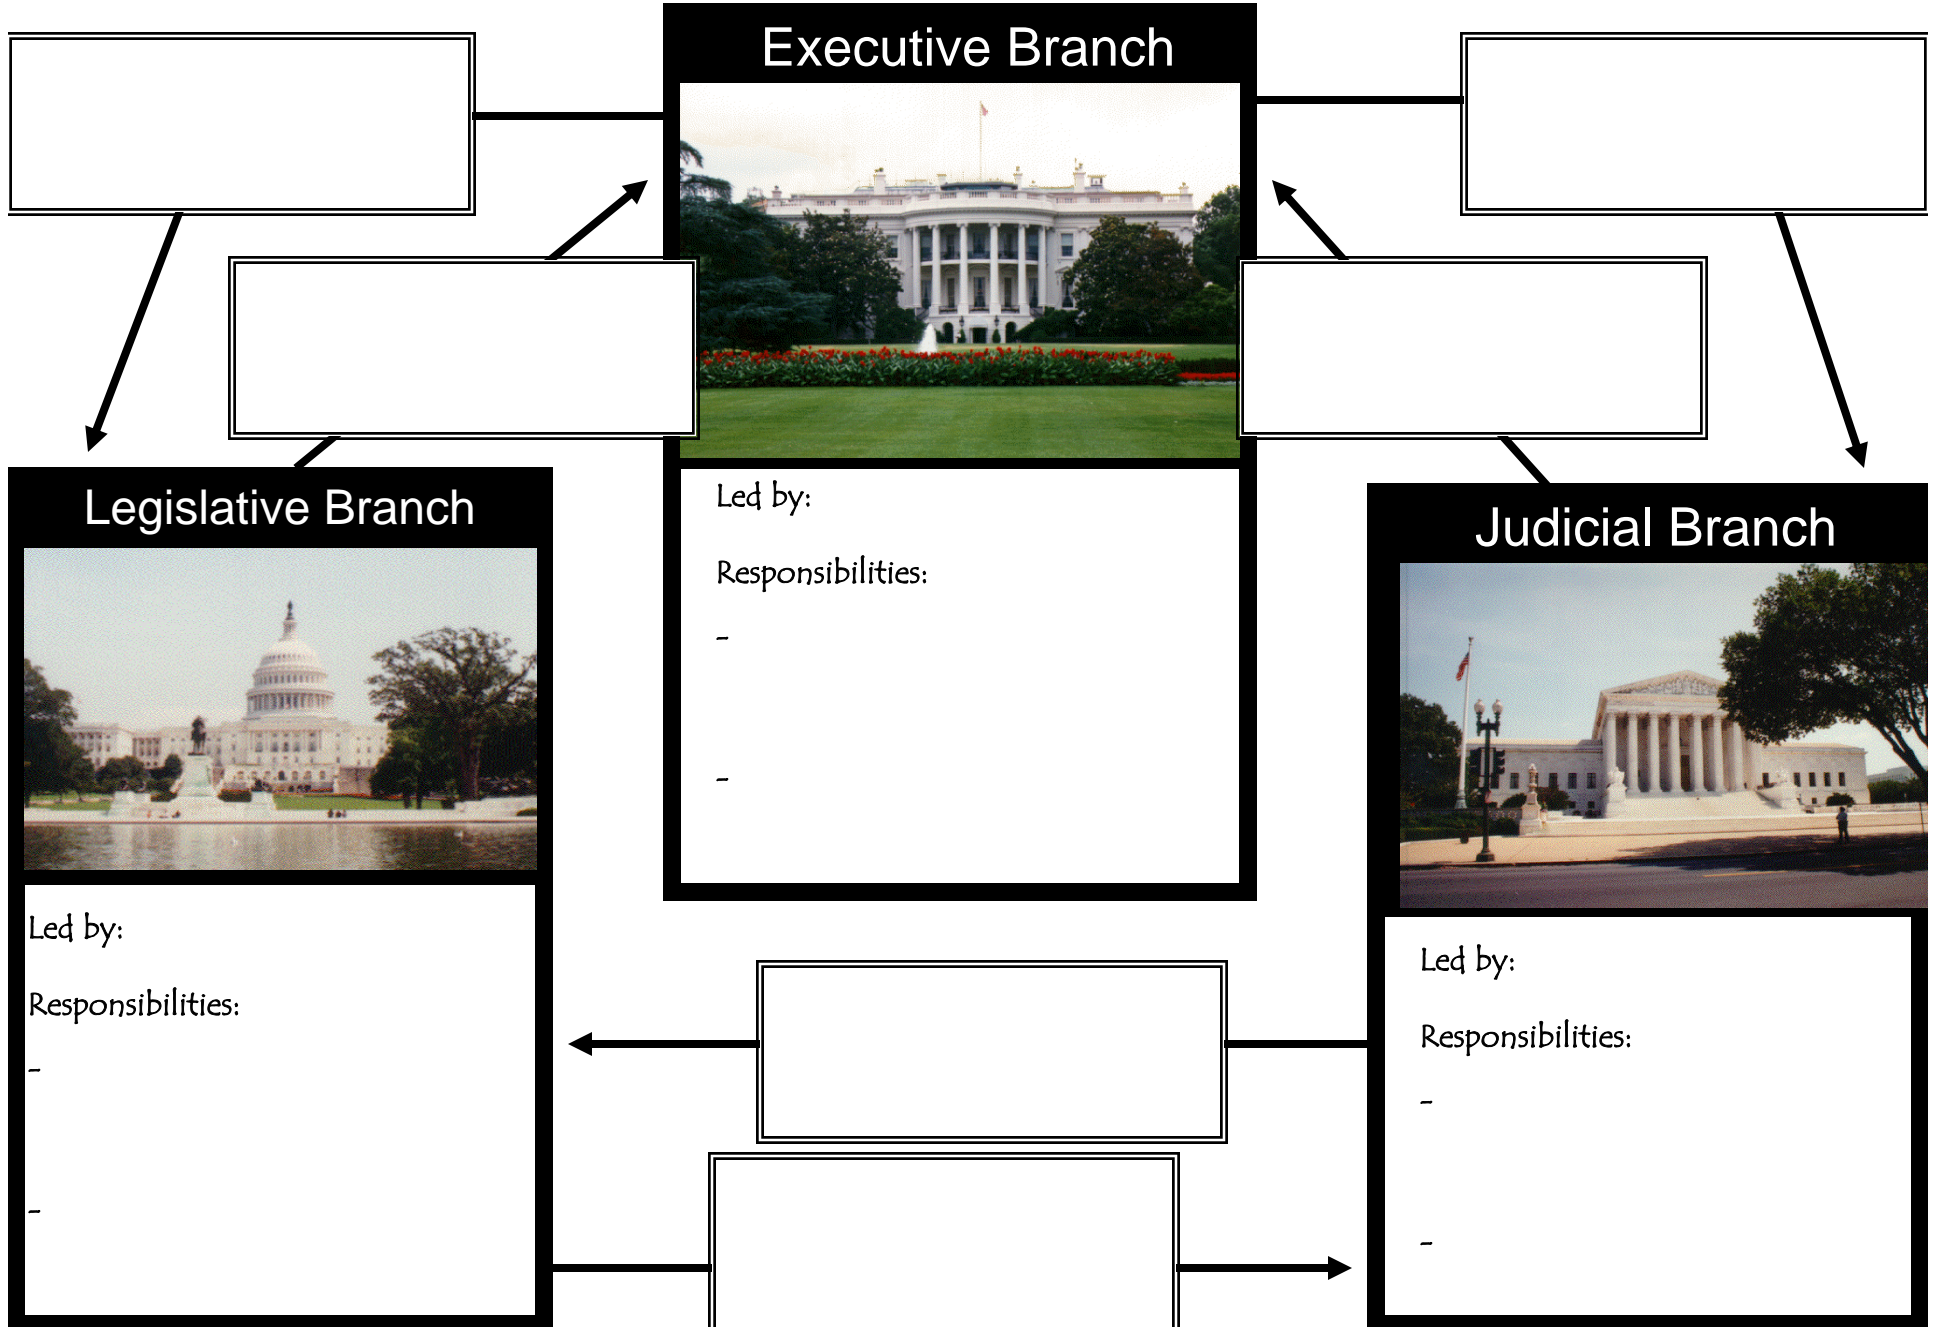 Executive Branch
Led by:
Responsibilities:
-
-
Legislative Branch
Led by:
Responsibilities:
-
-
Judicial Branch
Led by:
Responsibilities:
-
-